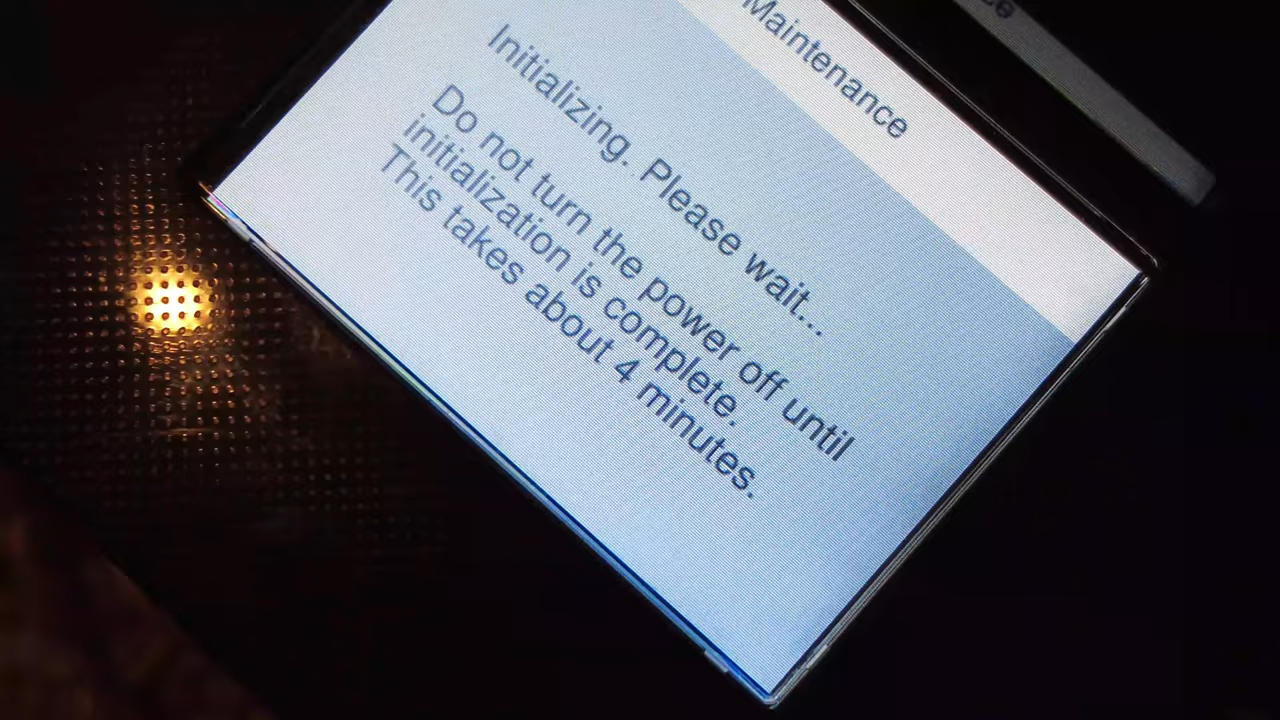 Maintenance
Initializing. Please wait...
Do not turn the power off until
initialization is complete.
This takes about 4 minutes.